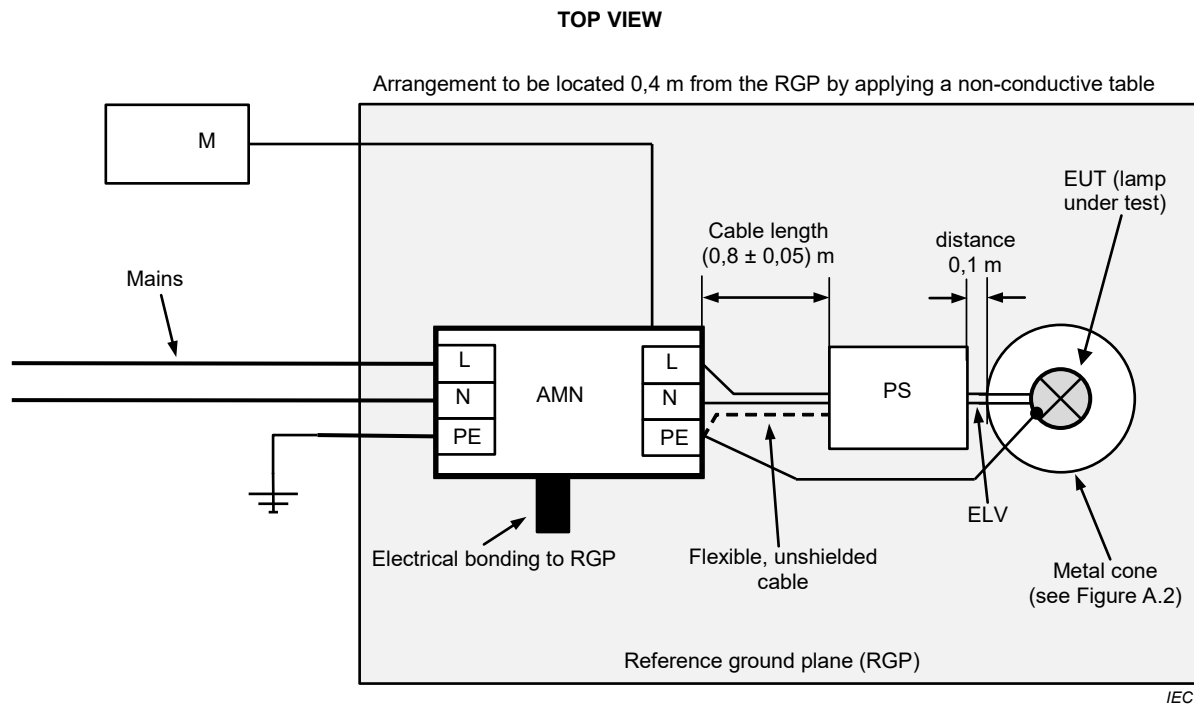 TOP VIEW
Arrangement to be located 0,4 m from the RGP by applying a non-conductive table
M
EUT (lamp
under test)
Cable length
(0,8 ± 0,05) m
distance
0,1 m
Mains
L
N
PE
AMN
L
N
PE
PS
ELV
Electrical bonding to RGP
Flexible, unshielded
cable
Metal cone
(see Figure A.2)
Reference ground plane (RGP)
IEC